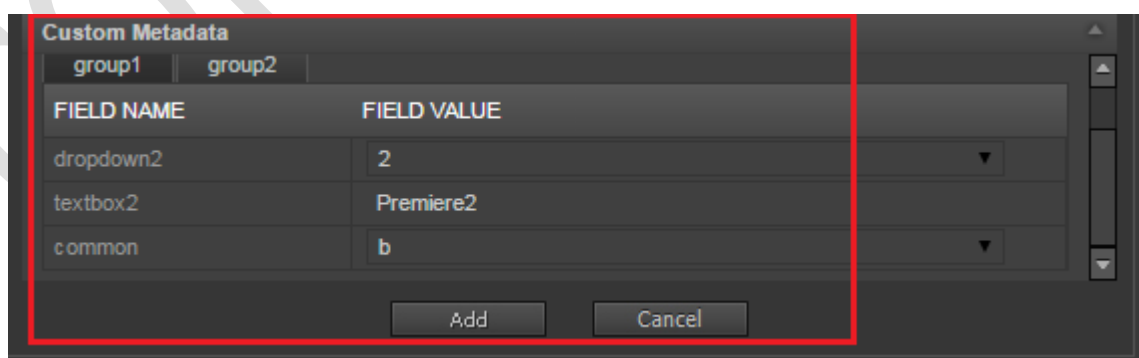 Custom Metadata
group1 group2
FIELD NAME FIELD VALUE
dropdown2 2
textbox2 Premiere2
common b
Add Cancel